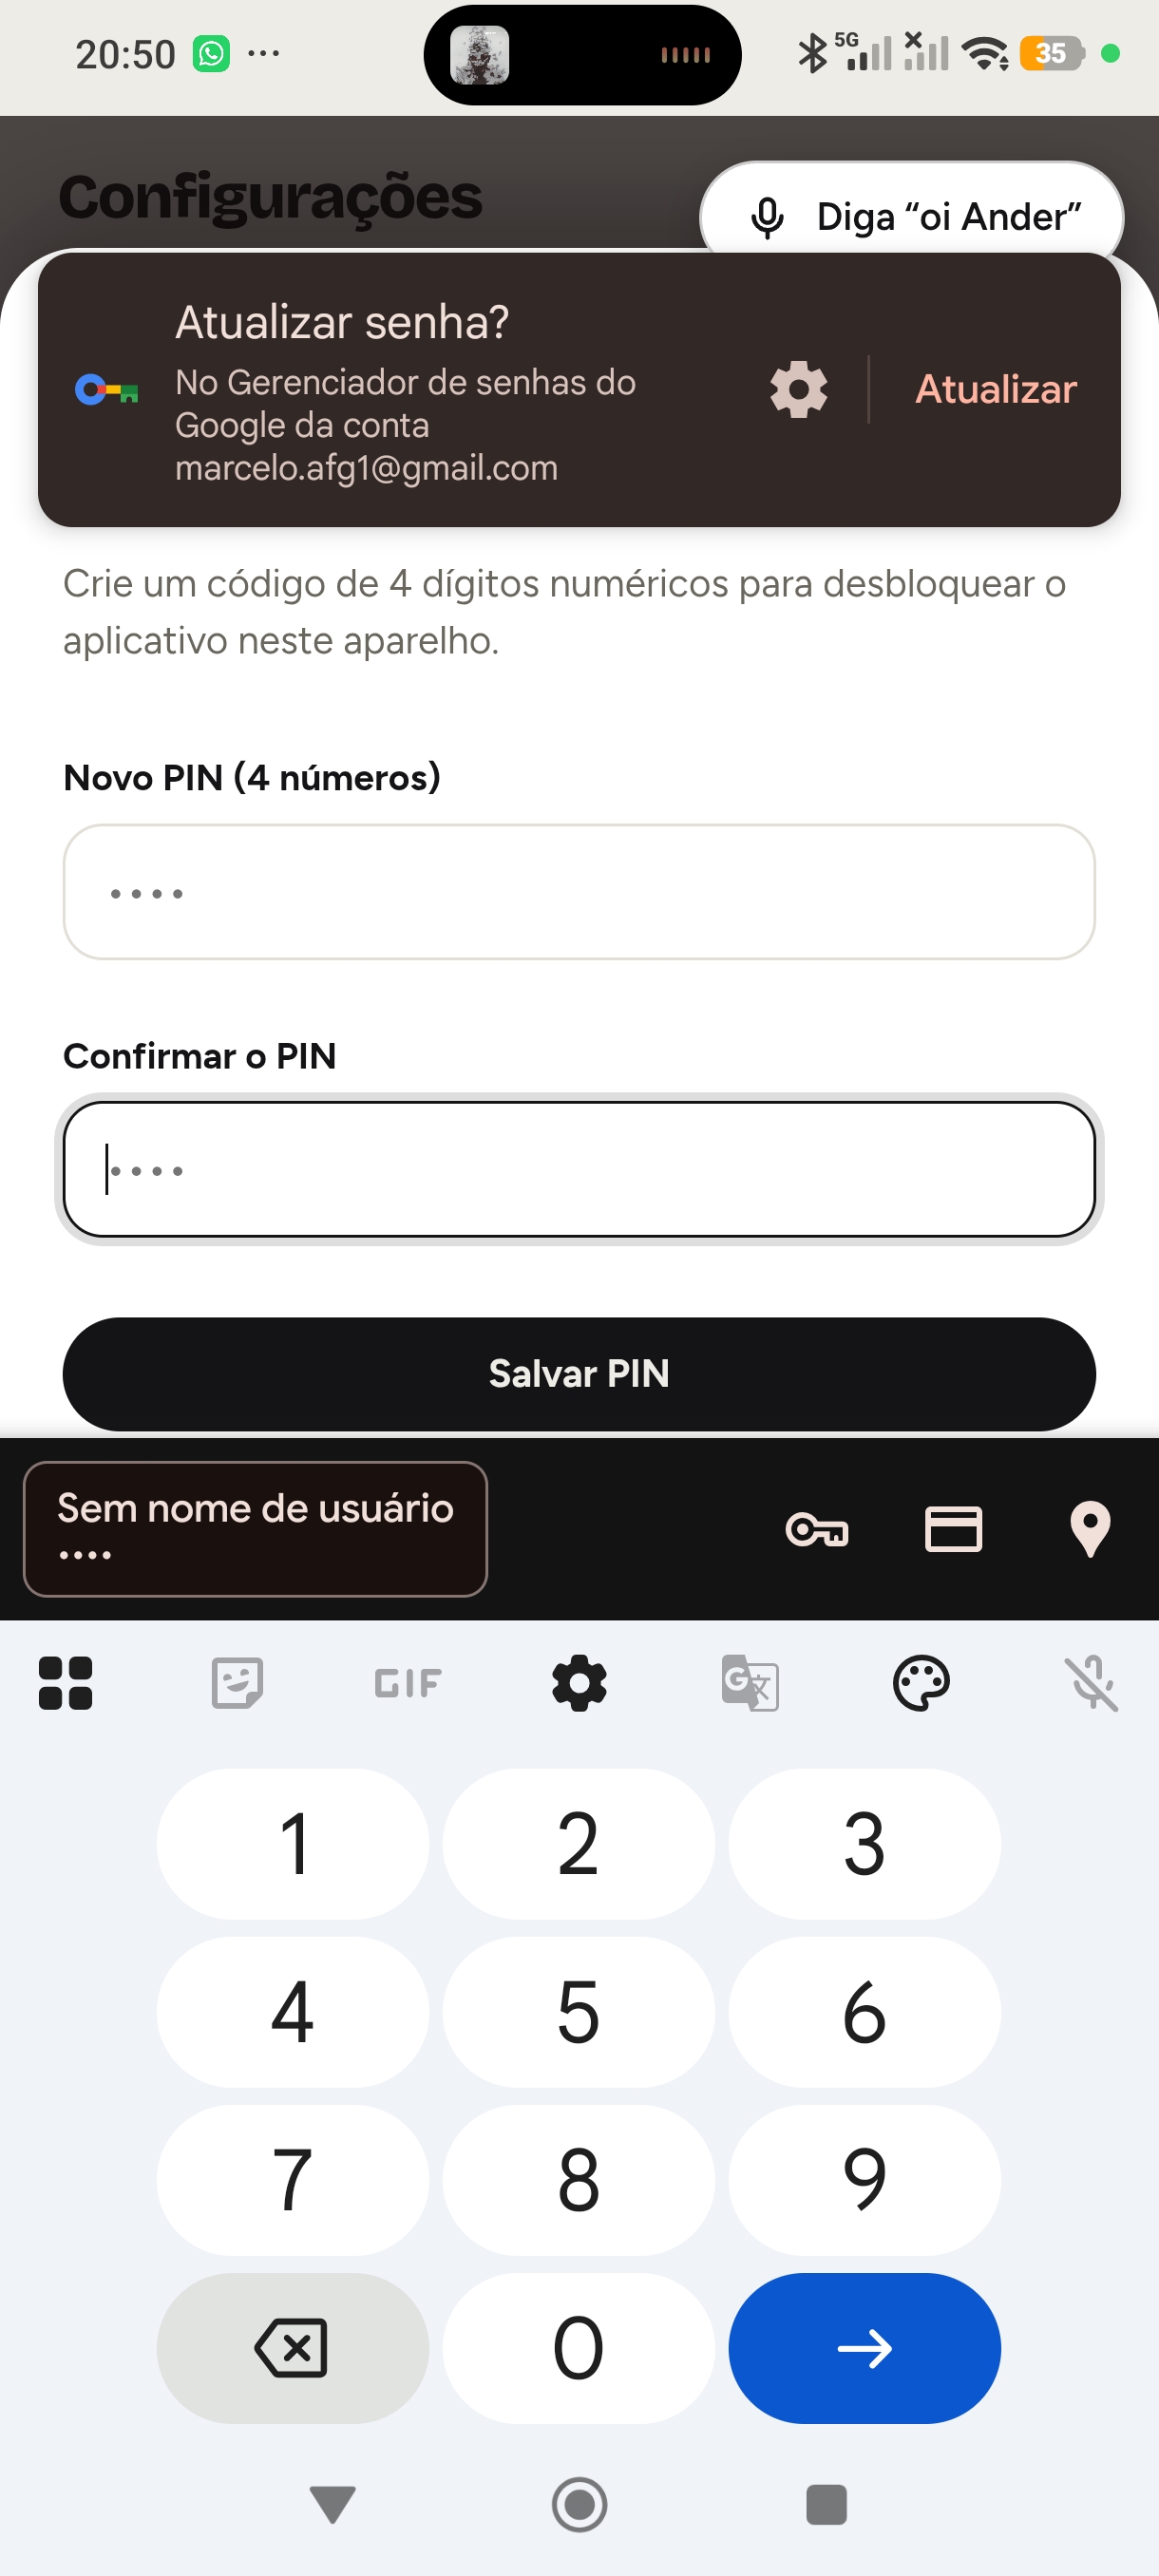 20:50
5G
35
Configurações
Diga “oi Ander”
Atualizar senha?
No Gerenciador de senhas do
Google da conta
marcelo.afg1@gmail.com
Atualizar
Crie um código de 4 dígitos numéricos para desbloquear o
aplicativo neste aparelho.
Novo PIN (4 números)
••••
Confirmar o PIN
••••
Salvar PIN
Sem nome de usuário
••••
GIF
G文
1 2 3
4 5 6
7 8 9
0